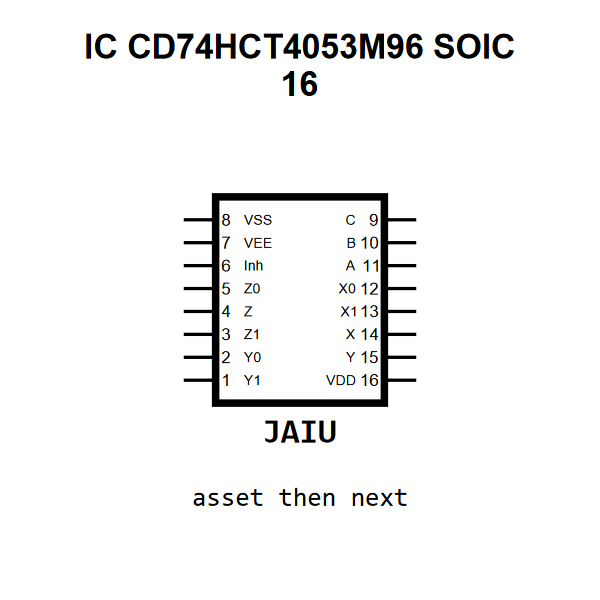 IC CD74HCT4053M96 SOIC
16
8 VSS C 9
7 VEE B 10
6 Inh A 11
5 Z0 X0 12
4 Z X1 13
3 Z1 X 14
2 Y0 Y 15
1 Y1 VDD 16
JAIU
asset then next